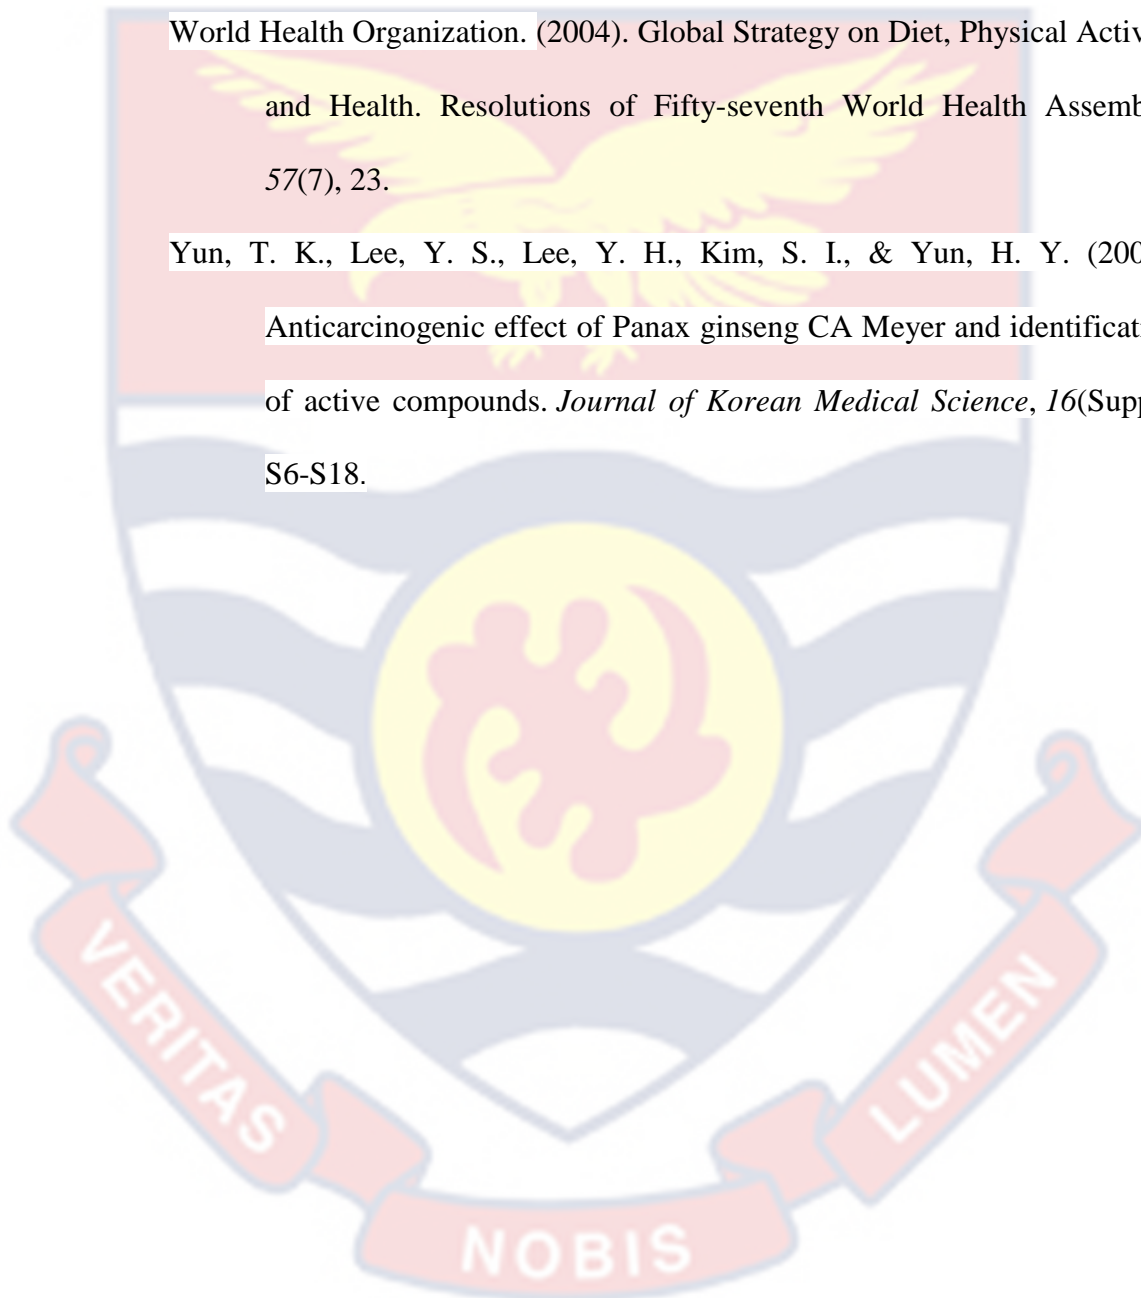 World Health Organization. (2004). Global Strategy on Diet, Physical Activ
and Health. Resolutions of Fifty-seventh World Health Assemb
57(7), 23.
Yun, T. K., Lee, Y. S., Lee, Y. H., Kim, S. I., & Yun, H. Y. (200
Anticarcinogenic effect of Panax ginseng CA Meyer and identificati
of active compounds. Journal of Korean Medical Science, 16(Supp
S6-S18.
VERITAS
NOBIS
LUMEN